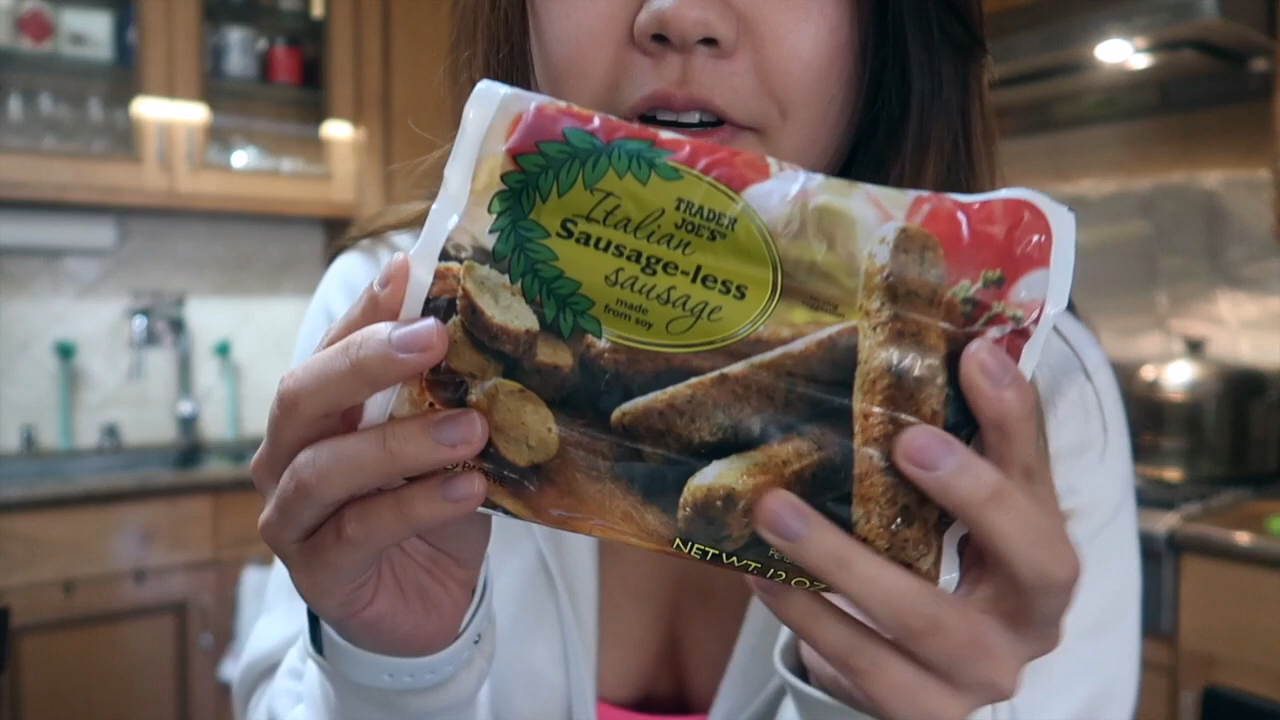 TRADER
JOE'S
Italian
Sausage-less
sausage
made
from soy
NET WT. 12 OZ